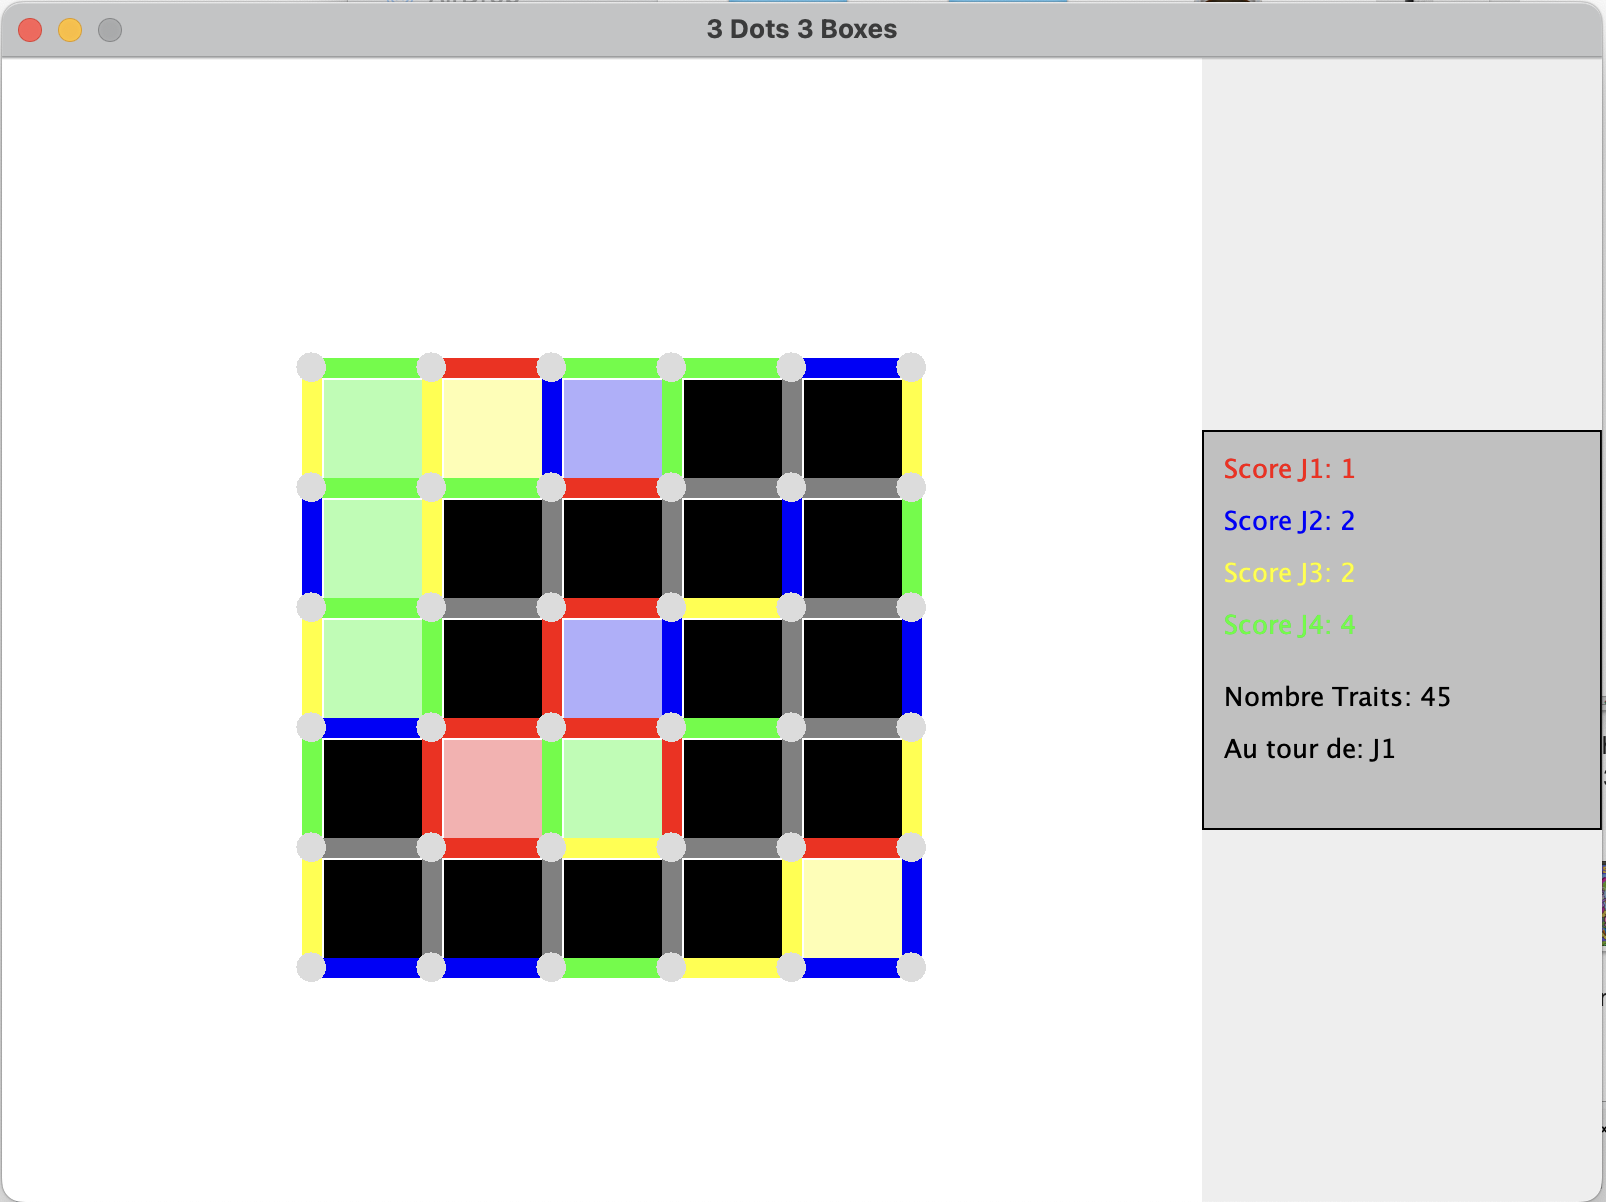 3 Dots 3 Boxes
Score J1: 1
Score J2: 2
Score J3: 2
Score J4: 4
Nombre Traits: 45
Au tour de: J1